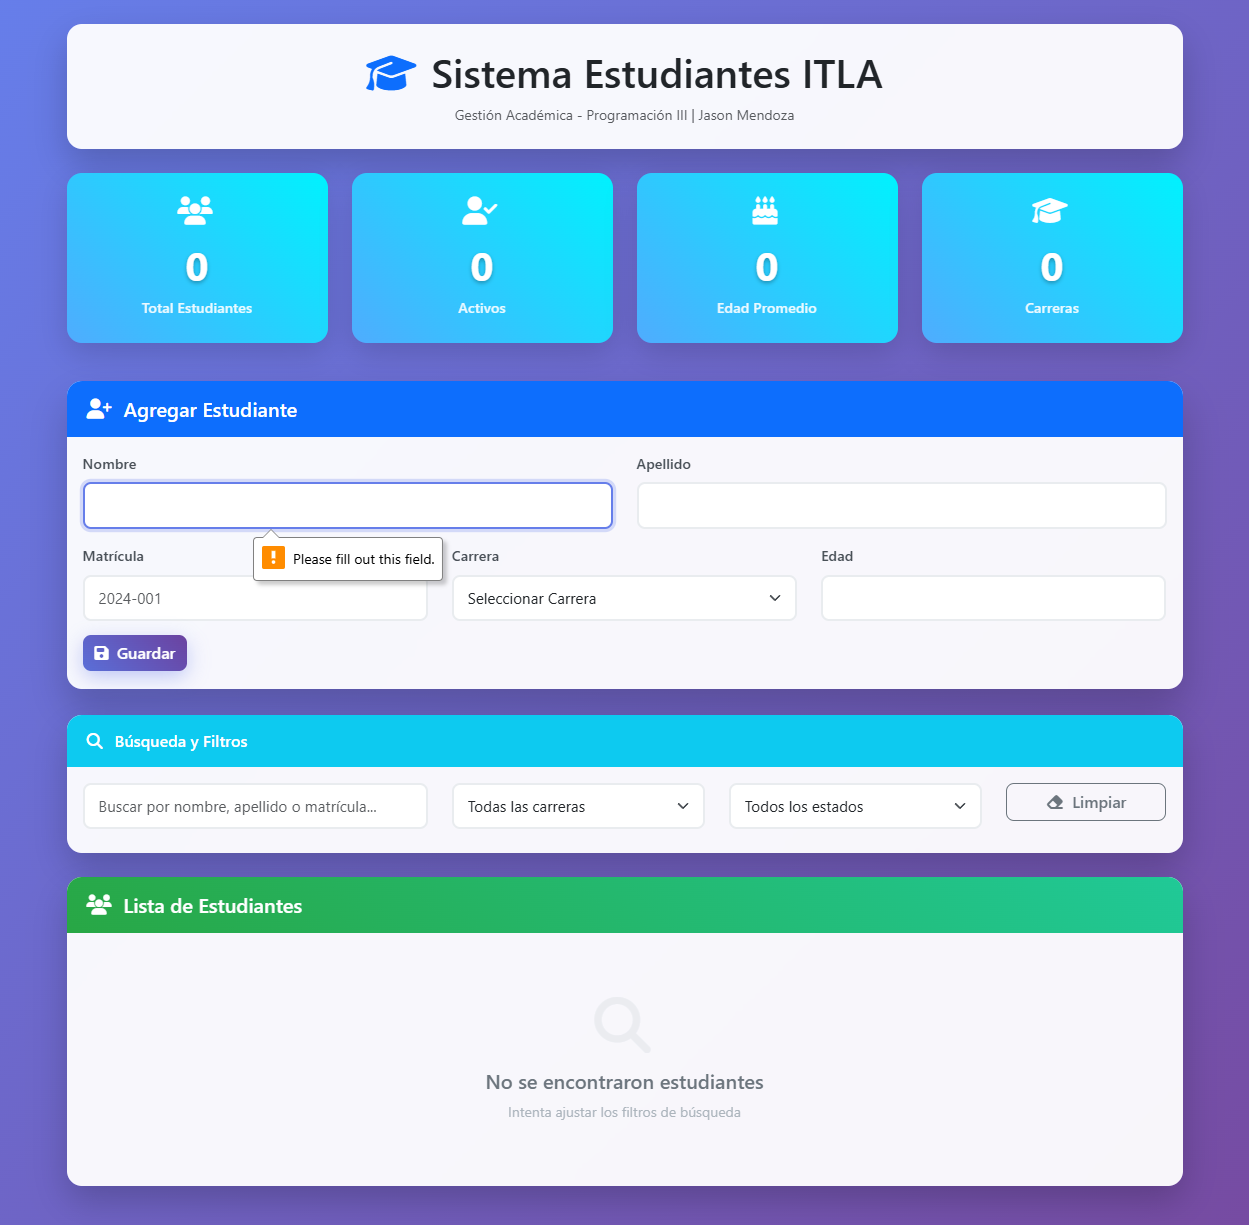 Sistema Estudiantes ITLA
Gestión Académica - Programación III | Jason Mendoza
0
Total Estudiantes
0
Activos
0
Edad Promedio
0
Carreras
Agregar Estudiante
Nombre
Apellido
Please fill out this field.
Matrícula
Carrera
Edad
2024-001
Seleccionar Carrera
Guardar
Búsqueda y Filtros
Buscar por nombre, apellido o matrícula...
Todas las carreras
Todos los estados
Limpiar
Lista de Estudiantes
No se encontraron estudiantes
Intenta ajustar los filtros de búsqueda